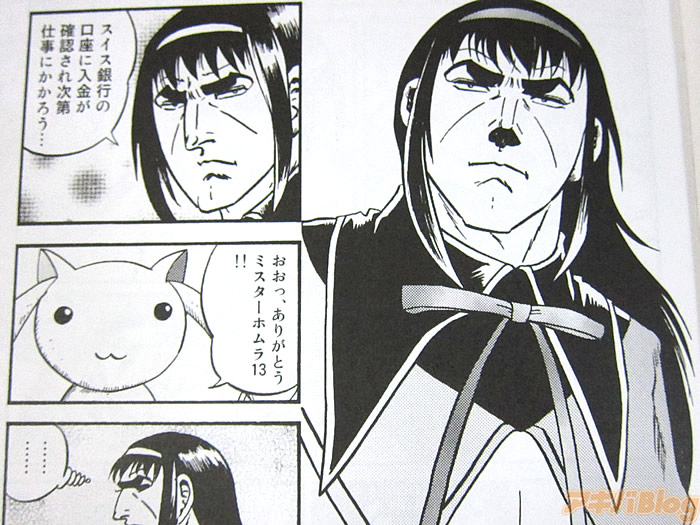 スイス銀行の
口座に入金が
確認され次第
仕事にかかろう…
おおっ、ありがとう
ミスターホムラ13
!!
……
……
アキバBlog